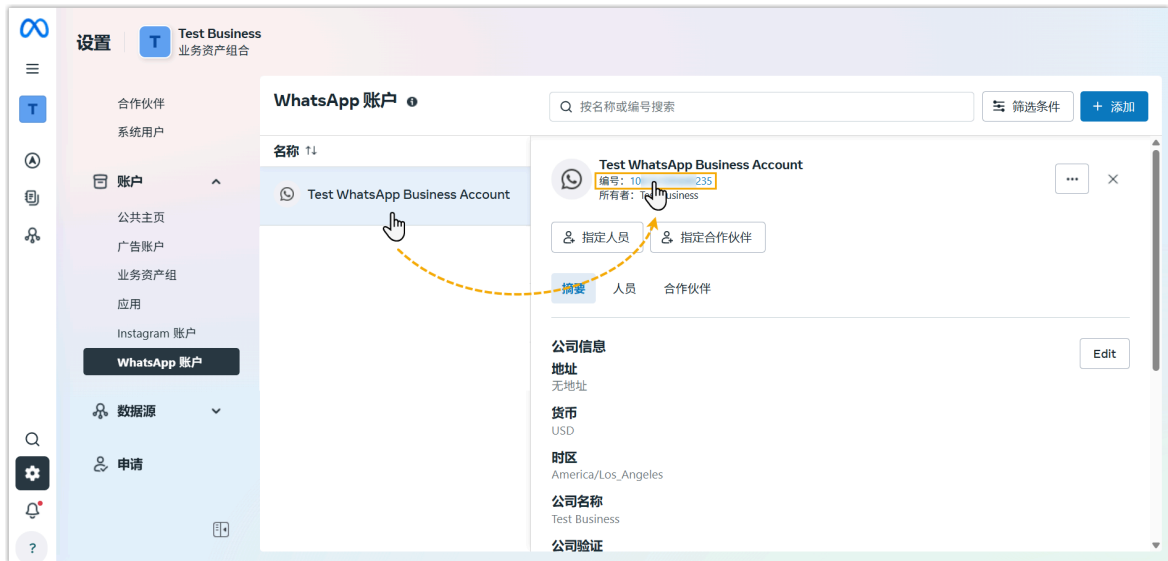 设置
T
Test Business
业务资产组合
T
合作伙伴
系统用户
账户
公共主页
广告账户
业务资产组
应用
Instagram 账户
WhatsApp 账户
数据源
申请
?
WhatsApp 账户
按名称或编号搜索
筛选条件
+ 添加
名称
Test WhatsApp Business Account
Test WhatsApp Business Account
编号：10 235
所有者：Business
指定人员
指定合作伙伴
摘要
人员
合作伙伴
公司信息
Edit
地址
无地址
货币
USD
时区
America/Los_Angeles
公司名称
Test Business
公司验证